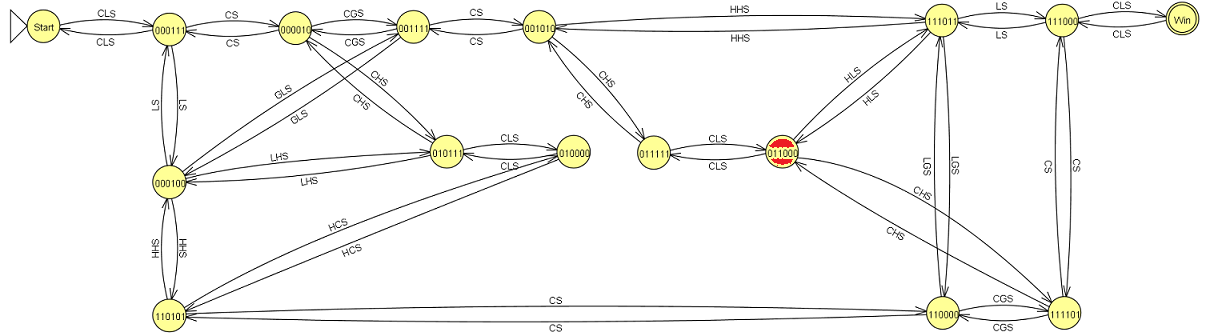 Start
CLS
CLS
000111
CS
CS
000010
CGS
CGS
001111
CS
CS
001010
HHS
HHS
111011
LS
LS
111000
CLS
CLS
Win
LS
LS
GLS
GLS
CHS
CHS
CHS
CHS
HLS
HLS
LGS
LGS
CS
CS
000100
LHS
LHS
010111
CLS
CLS
010000
011111
CLS
CLS
011000
CHS
CHS
HHS
HHS
HCS
HCS
110101
CS
CS
110000
CGS
CGS
111101